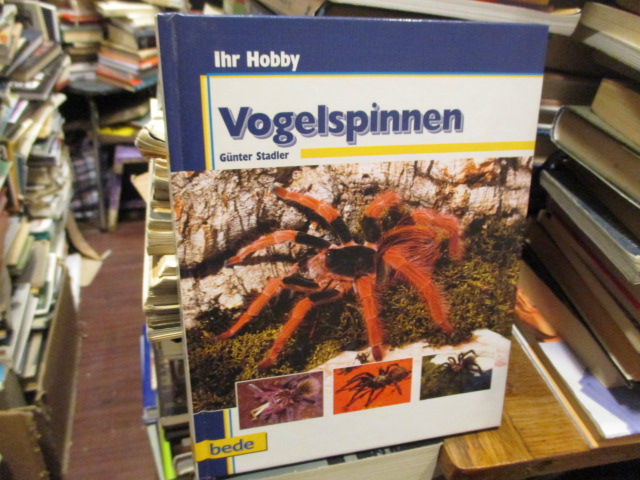 Ihr Hobby
Vogelspinnen
Günter Stadler
bede